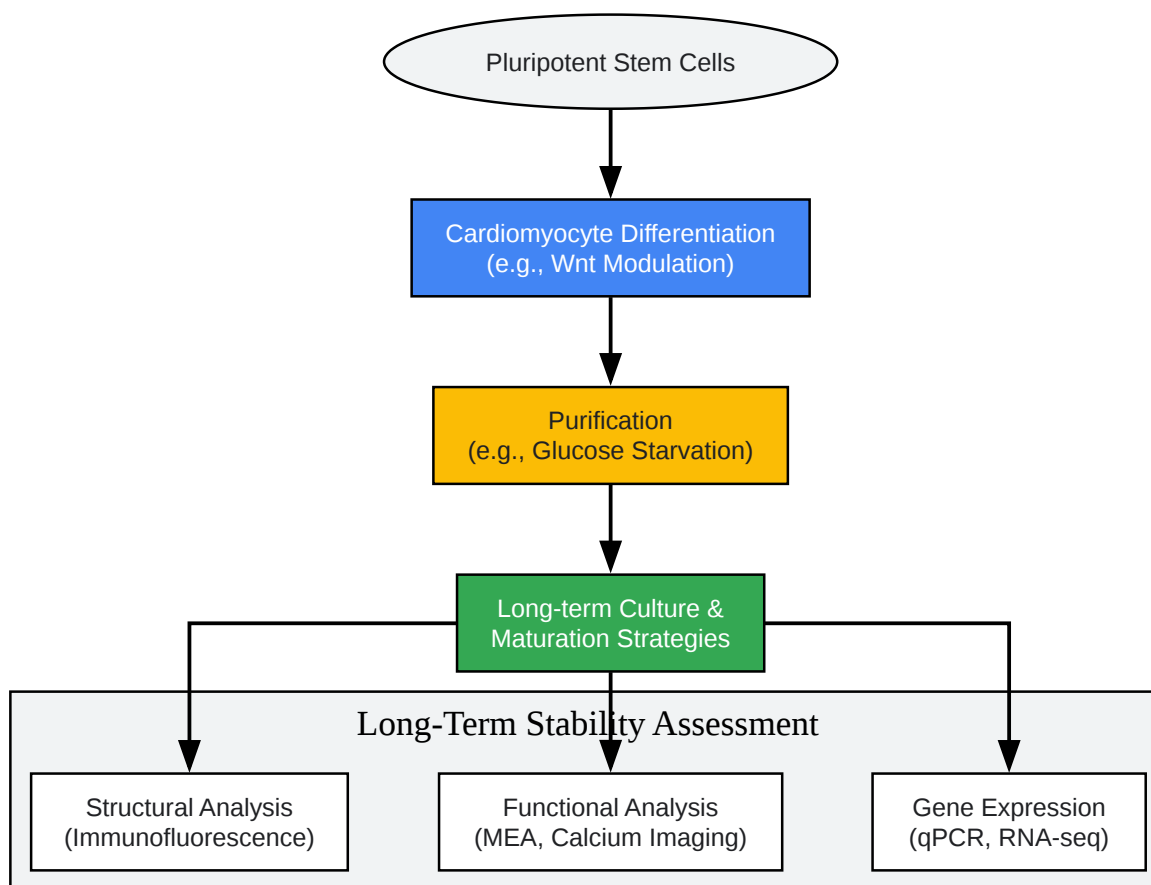 Pluripotent Stem Cells
Cardiomyocyte Differentiation
(e.g., Wnt Modulation)
Purification
(e.g., Glucose Starvation)
Long-term Culture &
Maturation Strategies
Long-Term Stability Assessment
Structural Analysis
(Immunofluorescence)
Functional Analysis
(MEA, Calcium Imaging)
Gene Expression
(qPCR, RNA-seq)